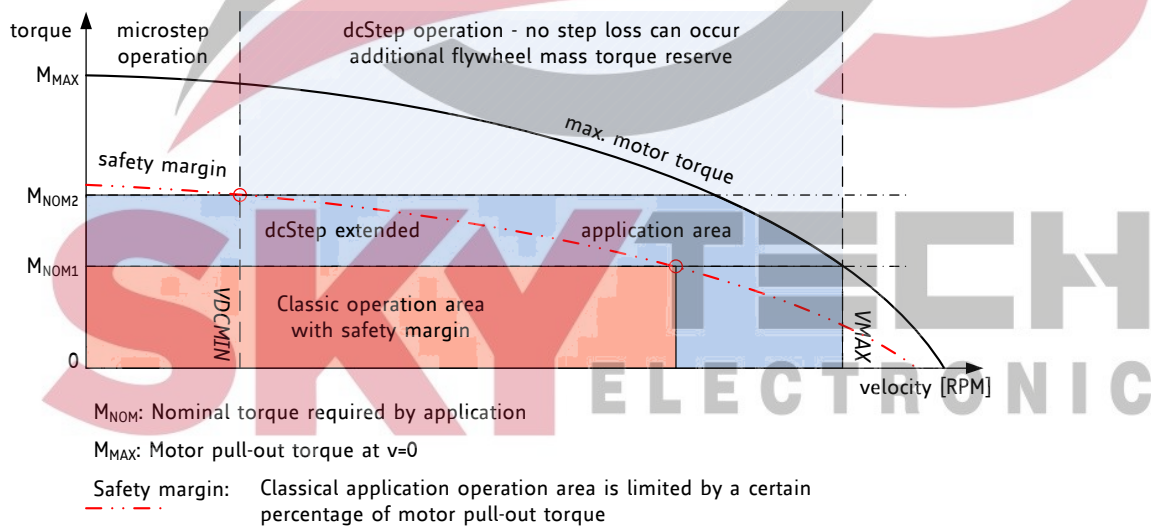 torque
microstep
operation
dcStep operation - no step loss can occur
additional flywheel mass torque reserve
MMAX
max. motor torque
safety margin
MNOM2
dcStep extended
application area
MNOM1
Classic operation area
with safety margin
VDCMIN
VMAX
0
velocity [RPM]
SKYTECH
ELECTRONIC
MNOM: Nominal torque required by application
MMAX: Motor pull-out torque at v=0
Safety margin: Classical application operation area is limited by a certain
percentage of motor pull-out torque